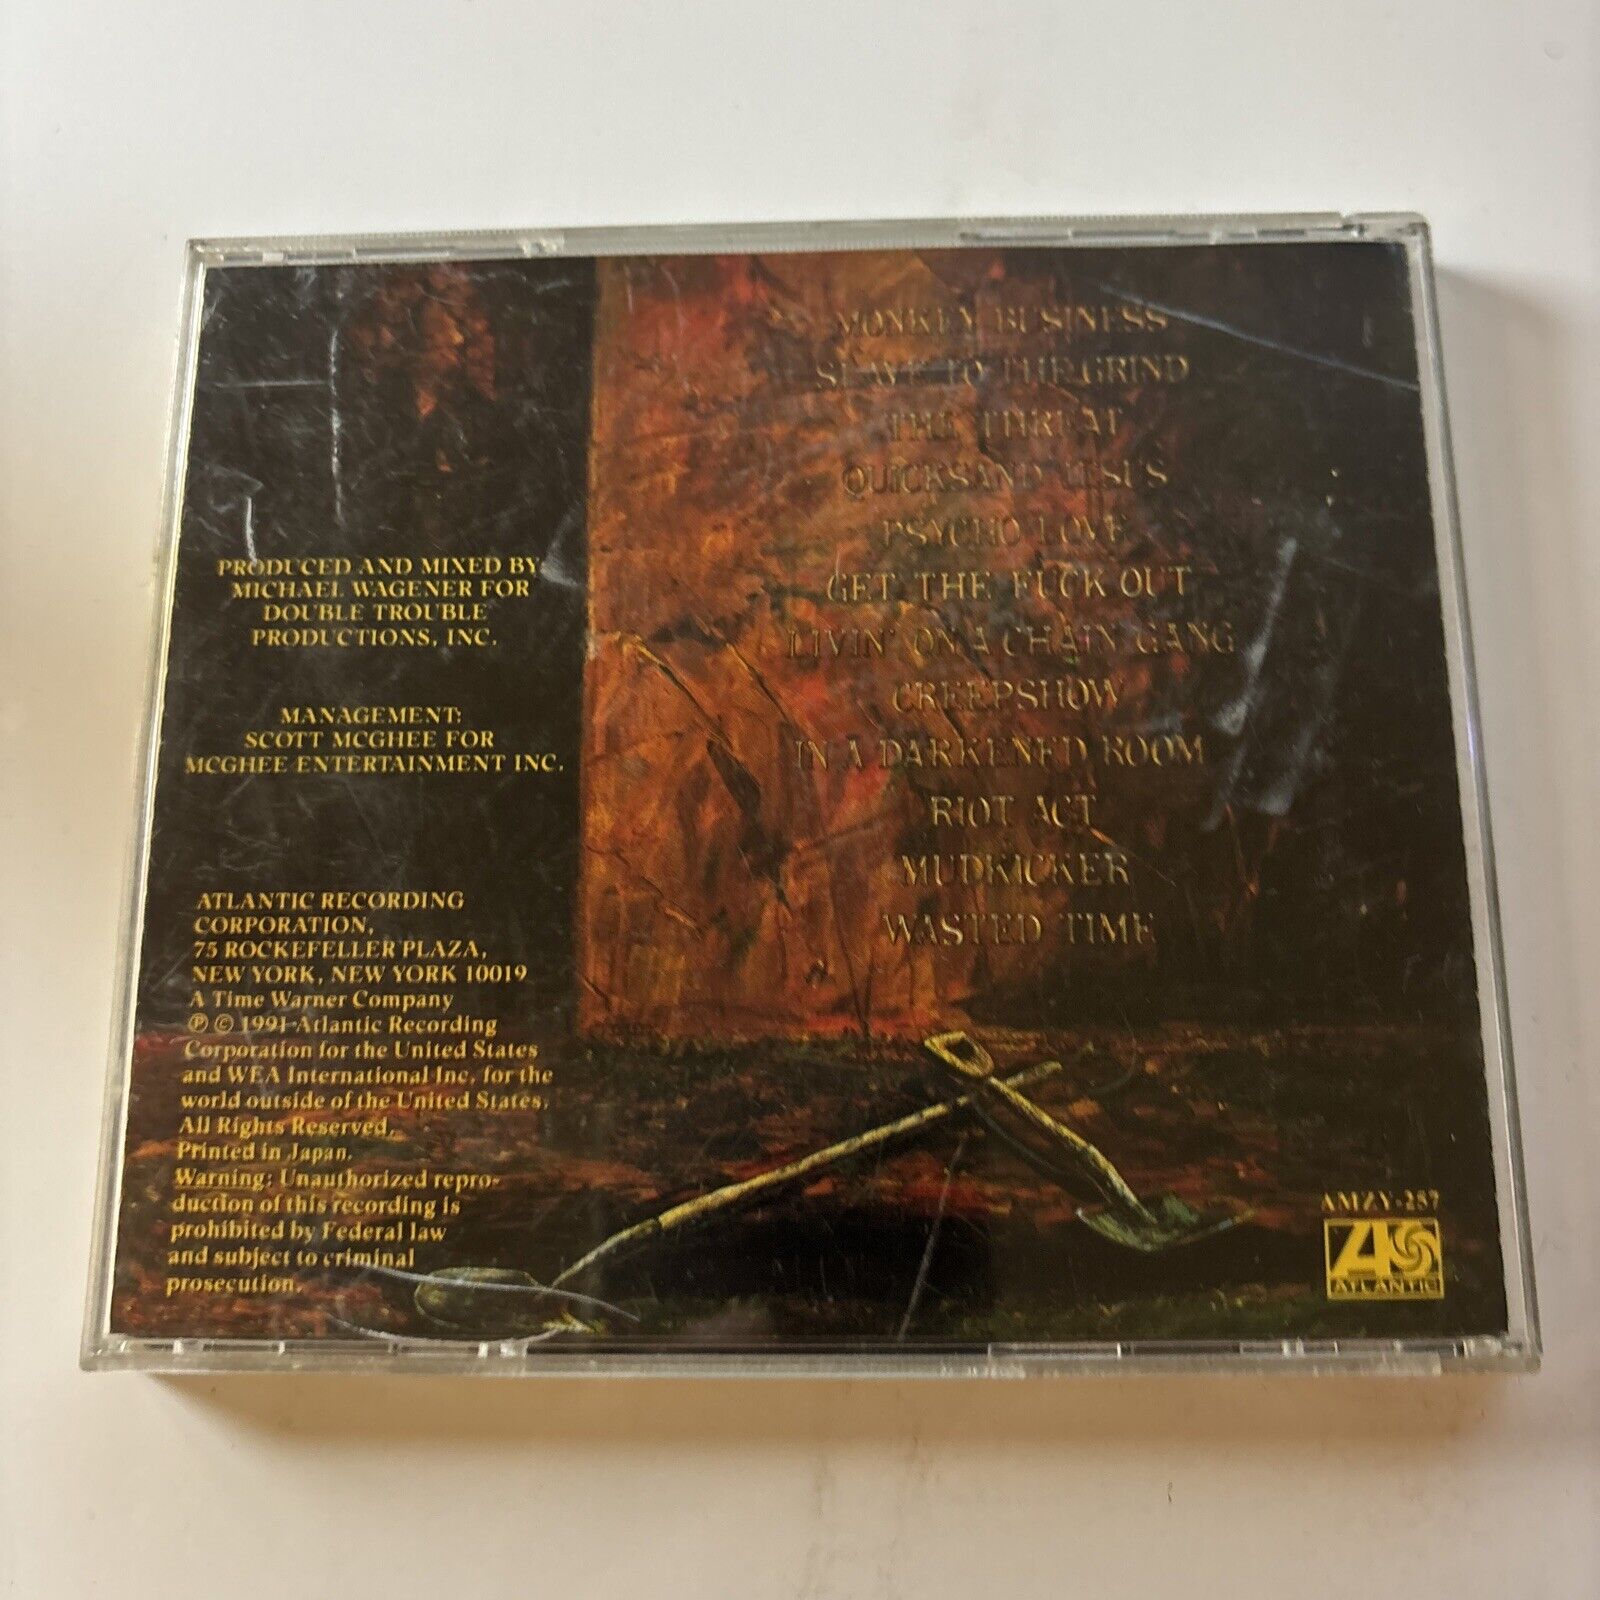 MONKEY BUSINESS
SLAVE TO THE GRIND
THE THREAT
QUICKSAND JESUS
PSYCHO LOVE
GET THE FUCK OUT
LIVIN' ON A CHAIN GANG
CREEPSHOW
IN A DARKENED ROOM
RIOT ACT
MUDKICKER
WASTED TIME
PRODUCED AND MIXED BY
MICHAEL WAGENER FOR
DOUBLE TROUBLE
PRODUCTIONS, INC.
MANAGEMENT:
SCOTT MCGHEE FOR
MCGHEE ENTERTAINMENT INC.
ATLANTIC RECORDING
CORPORATION,
75 ROCKEFELLER PLAZA,
NEW YORK, NEW YORK 10019
A Time Warner Company
℗ © 1991 Atlantic Recording
Corporation for the United States
and WEA International Inc. for the
world outside of the United States.
All Rights Reserved.
Printed in Japan.
Warning: Unauthorized repro-
duction of this recording is
prohibited by Federal law
and subject to criminal
prosecution.
AMZY-257
ATLANTIC